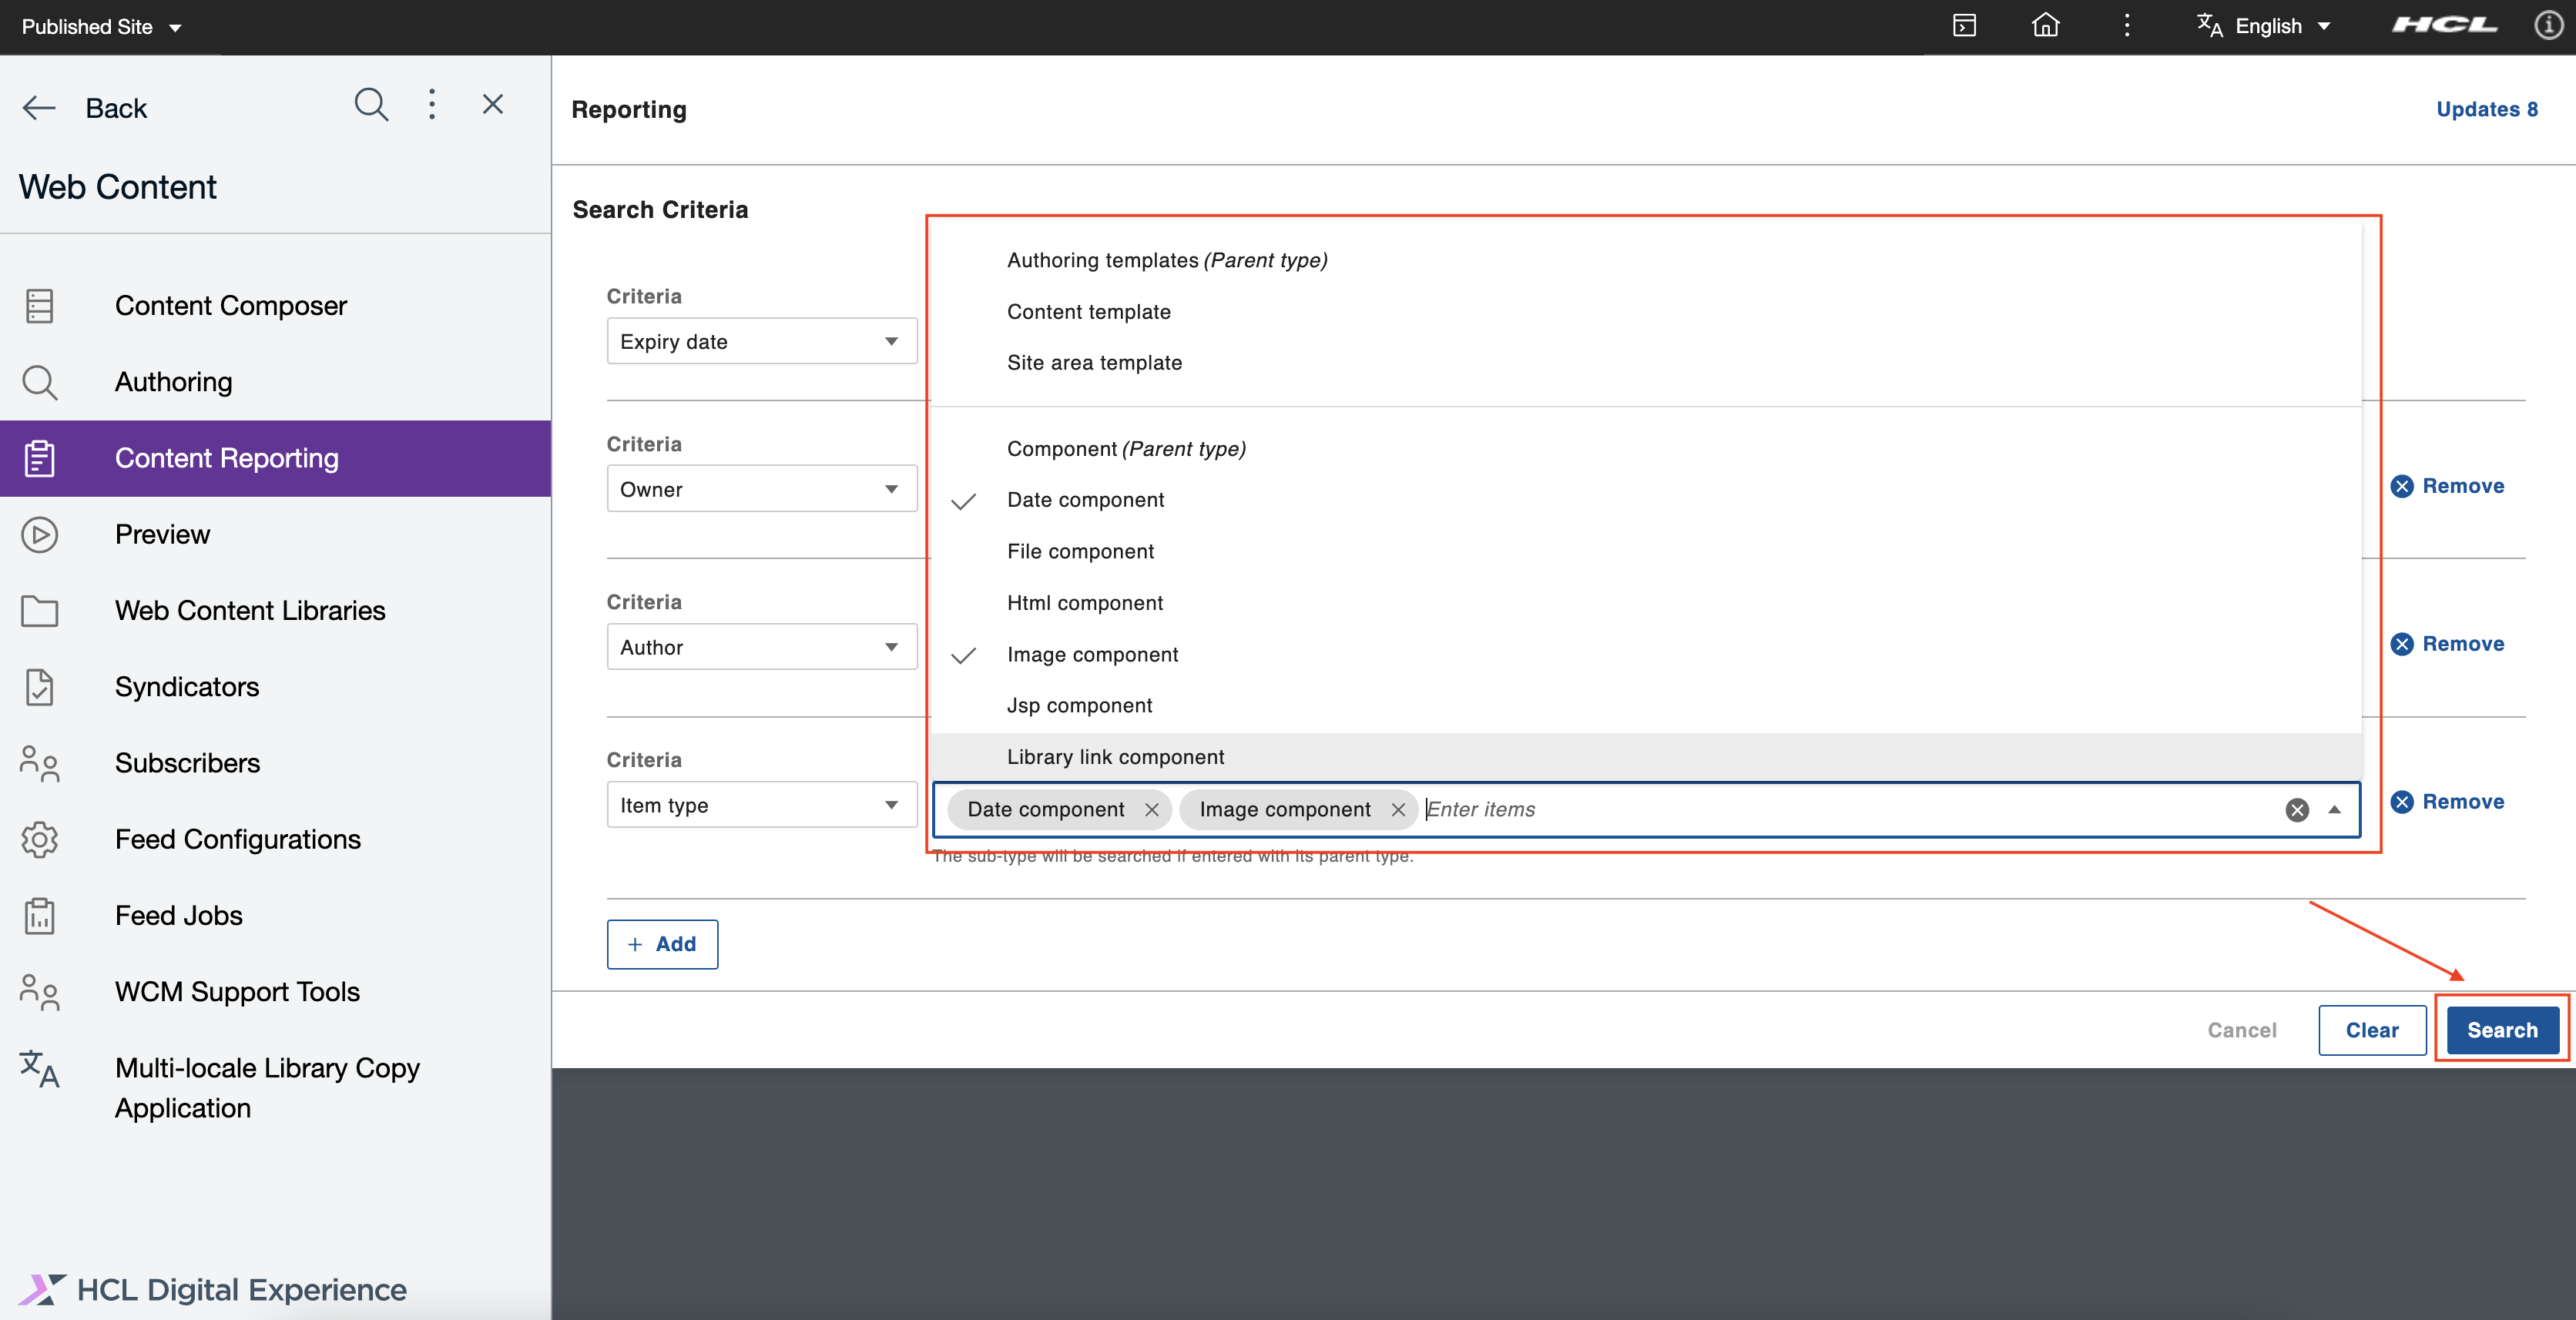 Published Site
English
HCL
Back
Web Content
Content Composer
Authoring
Content Reporting
Preview
Web Content Libraries
Syndicators
Subscribers
Feed Configurations
Feed Jobs
WCM Support Tools
Multi-locale Library Copy
Application
HCL Digital Experience
Reporting
Updates 8
Search Criteria
Criteria
Expiry date
Criteria
Owner
Remove
Criteria
Author
Remove
Criteria
Item type
Authoring templates (Parent type)
Content template
Site area template
Component (Parent type)
Date component
File component
Html component
Image component
Jsp component
Library link component
Date component Image component Enter items
Remove
The sub-type will be searched if entered with its parent type.
+ Add
Cancel Clear Search